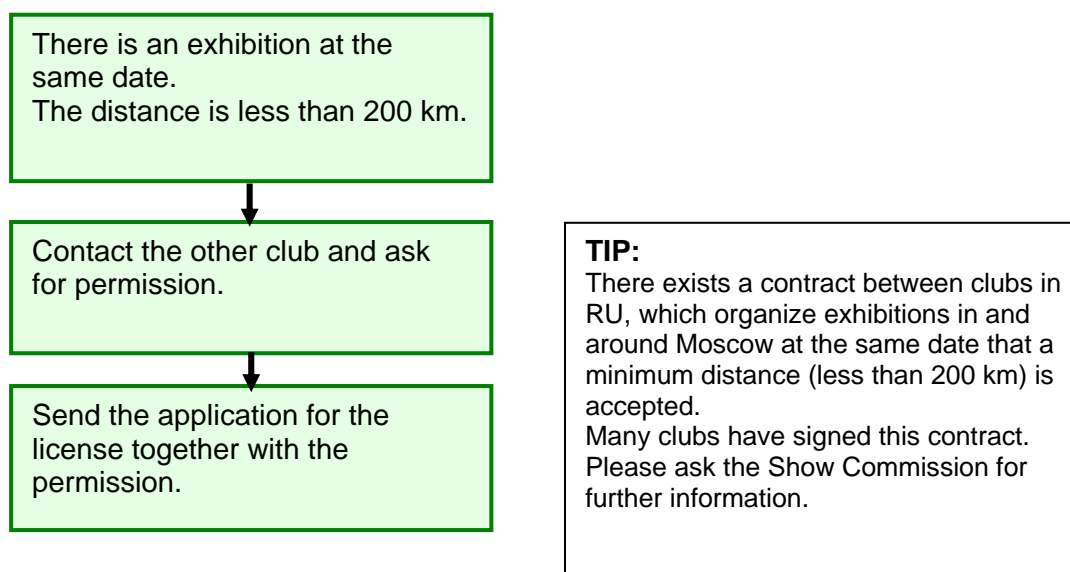 There is an exhibition at the
same date.
The distance is less than 200 km.
Contact the other club and ask
for permission.
Send the application for the
license together with the
permission.
TIP:
There exists a contract between clubs in
RU, which organize exhibitions in and
around Moscow at the same date that a
minimum distance (less than 200 km) is
accepted.
Many clubs have signed this contract.
Please ask the Show Commission for
further information.